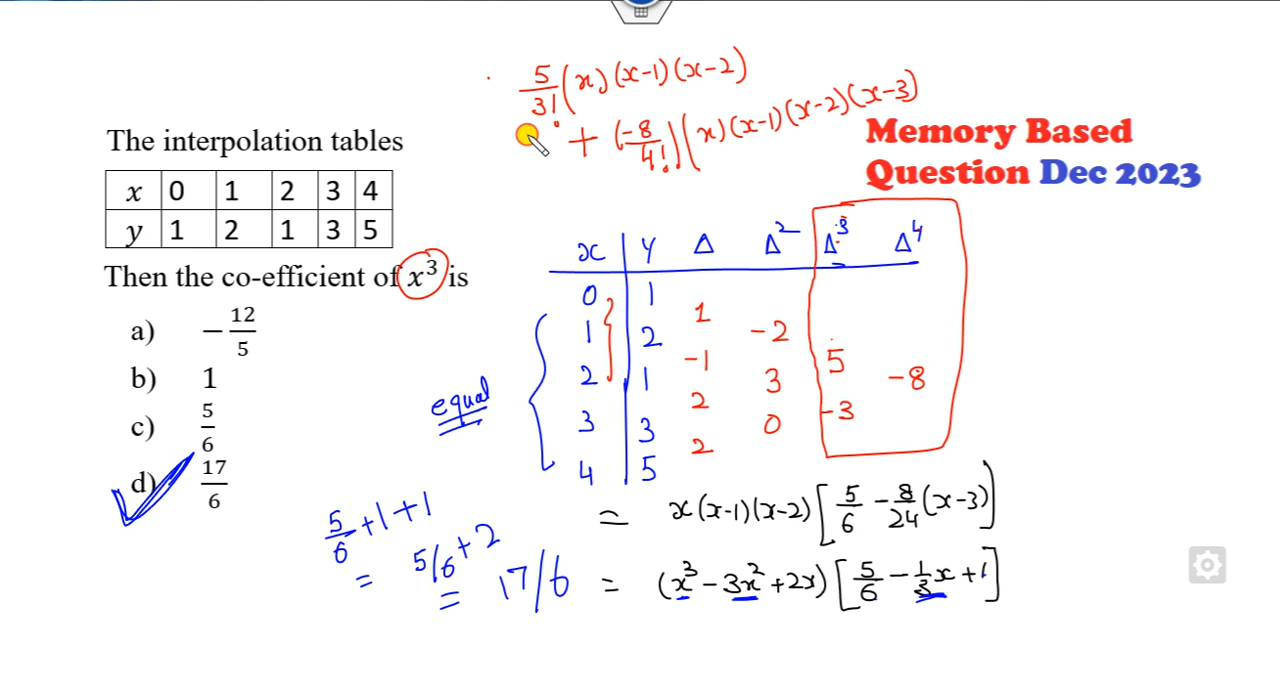 5/3! (x)(x-1)(x-2)
+ (-8/4!)(x)(x-1)(x-2)(x-3)
Memory Based
Question Dec 2023
The interpolation tables
x 0 1 2 3 4
y 1 2 1 3 5
Then the co-efficient of x³ is
a) −12/5
b) 1
c) 5/6
d) 17/6
x y Δ Δ² Δ³ Δ⁴
0 1
1
1 2 -2
-1 5
2 1 3 -8
2 -3
3 3 0
2
4 5
equal
= x(x-1)(x-2)[5/6 - 8/24(x-3)]
= (x³ - 3x² + 2x)[5/6 - 1/3x + 1]
5/6 + 1 + 1
= 5/6 + 2
= 17/6